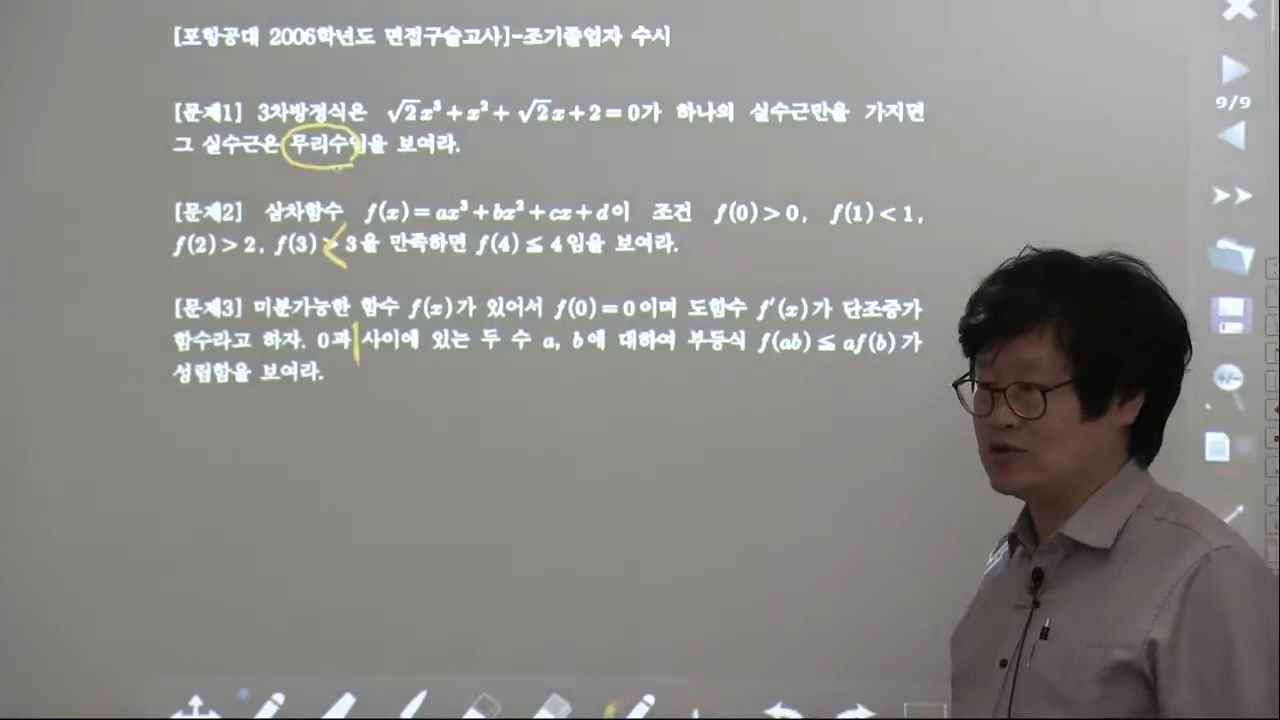 [포항공대 2006학년도 면접구술고사]-조기졸업자 수시
[문제1] 3차방정식은 √2x³+x²+√2x+2=0가 하나의 실수근만을 가지면
그 실수근은 무리수임을 보여라.
[문제2] 삼차함수 f(x)=ax³+bx²+cx+d이 조건 f(0)>0, f(1)<1,
f(2)>2, f(3)>3을 만족하면 f(4)≤4임을 보여라.
<
[문제3] 미분가능한 함수 f(x)가 있어서 f(0)=0이며 도함수 f'(x)가 단조증가
함수라고 하자. 0과 1사이에 있는 두 수 a, b에 대하여 부등식 f(ab)≤af(b)가
성립함을 보여라.
9/9
+/-